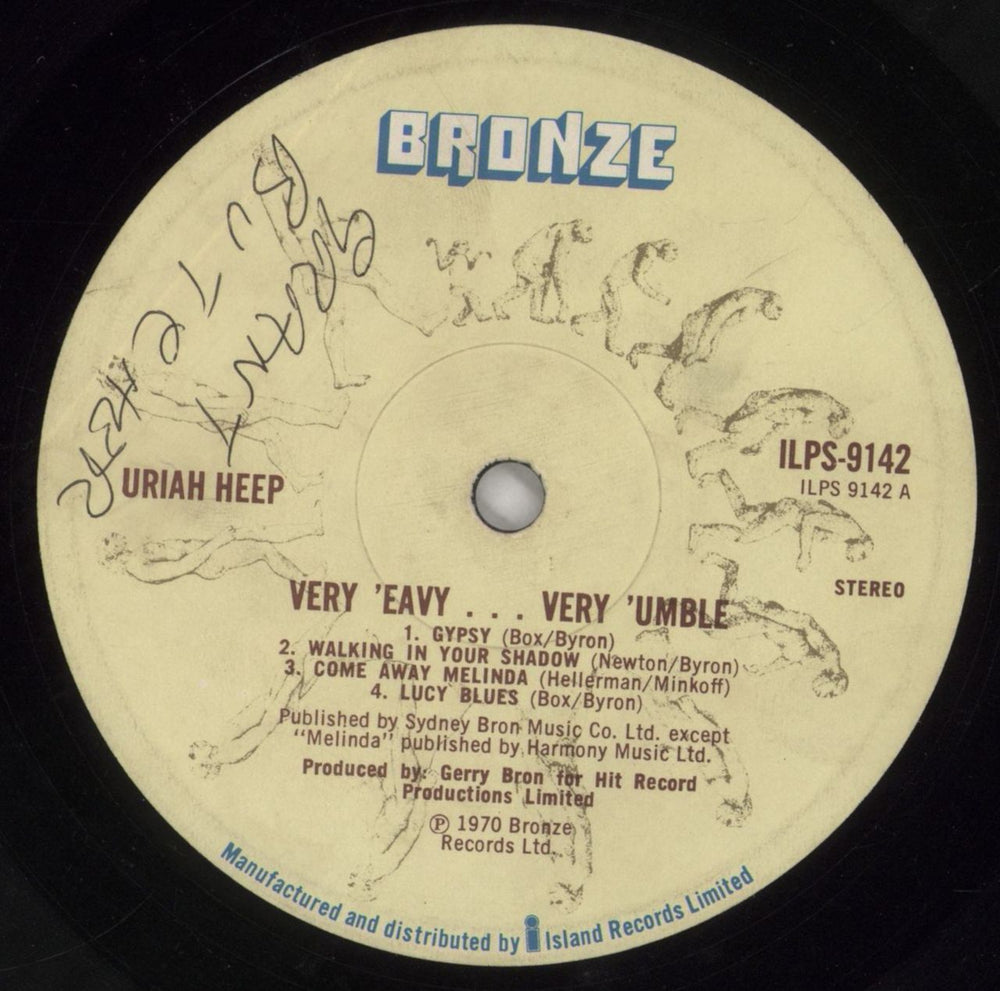 BRONZE
URIAH HEEP
ILPS-9142
ILPS 9142 A
STEREO
VERY 'EAVY . . . VERY 'UMBLE
1. GYPSY (Box/Byron)
2. WALKING IN YOUR SHADOW (Newton/Byron)
3. COME AWAY MELINDA (Hellerman/Minkoff)
4. LUCY BLUES (Box/Byron)
Published by Sydney Bron Music Co. Ltd. except
"Melinda" published by Harmony Music Ltd.
Produced by: Gerry Bron for Hit Record
Productions Limited
Ⓟ 1970 Bronze
Records Ltd.
Manufactured and distributed by i Island Records Limited